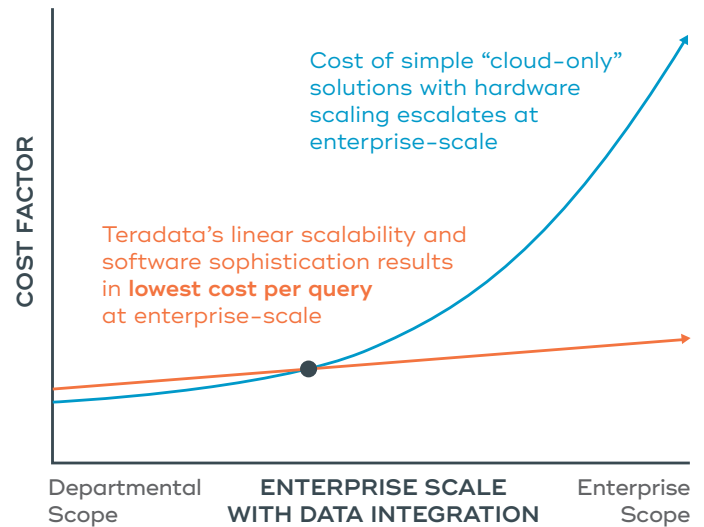 Cost of simple “cloud-only”
solutions with hardware
scaling escalates at
enterprise-scale
COST FACTOR
Teradata’s linear scalability and
software sophistication results
in lowest cost per query
at enterprise-scale
Departmental
Scope
ENTERPRISE SCALE
WITH DATA INTEGRATION
Enterprise
Scope